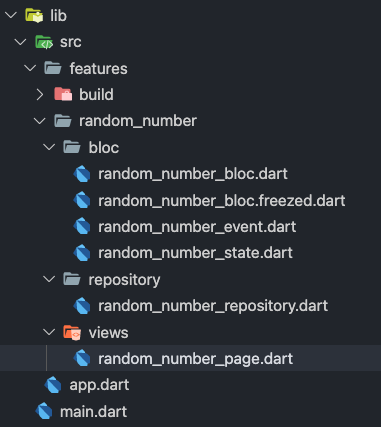 lib
src
features
build
random_number
bloc
random_number_bloc.dart
random_number_bloc.freezed.dart
random_number_event.dart
random_number_state.dart
repository
random_number_repository.dart
views
random_number_page.dart
app.dart
main.dart